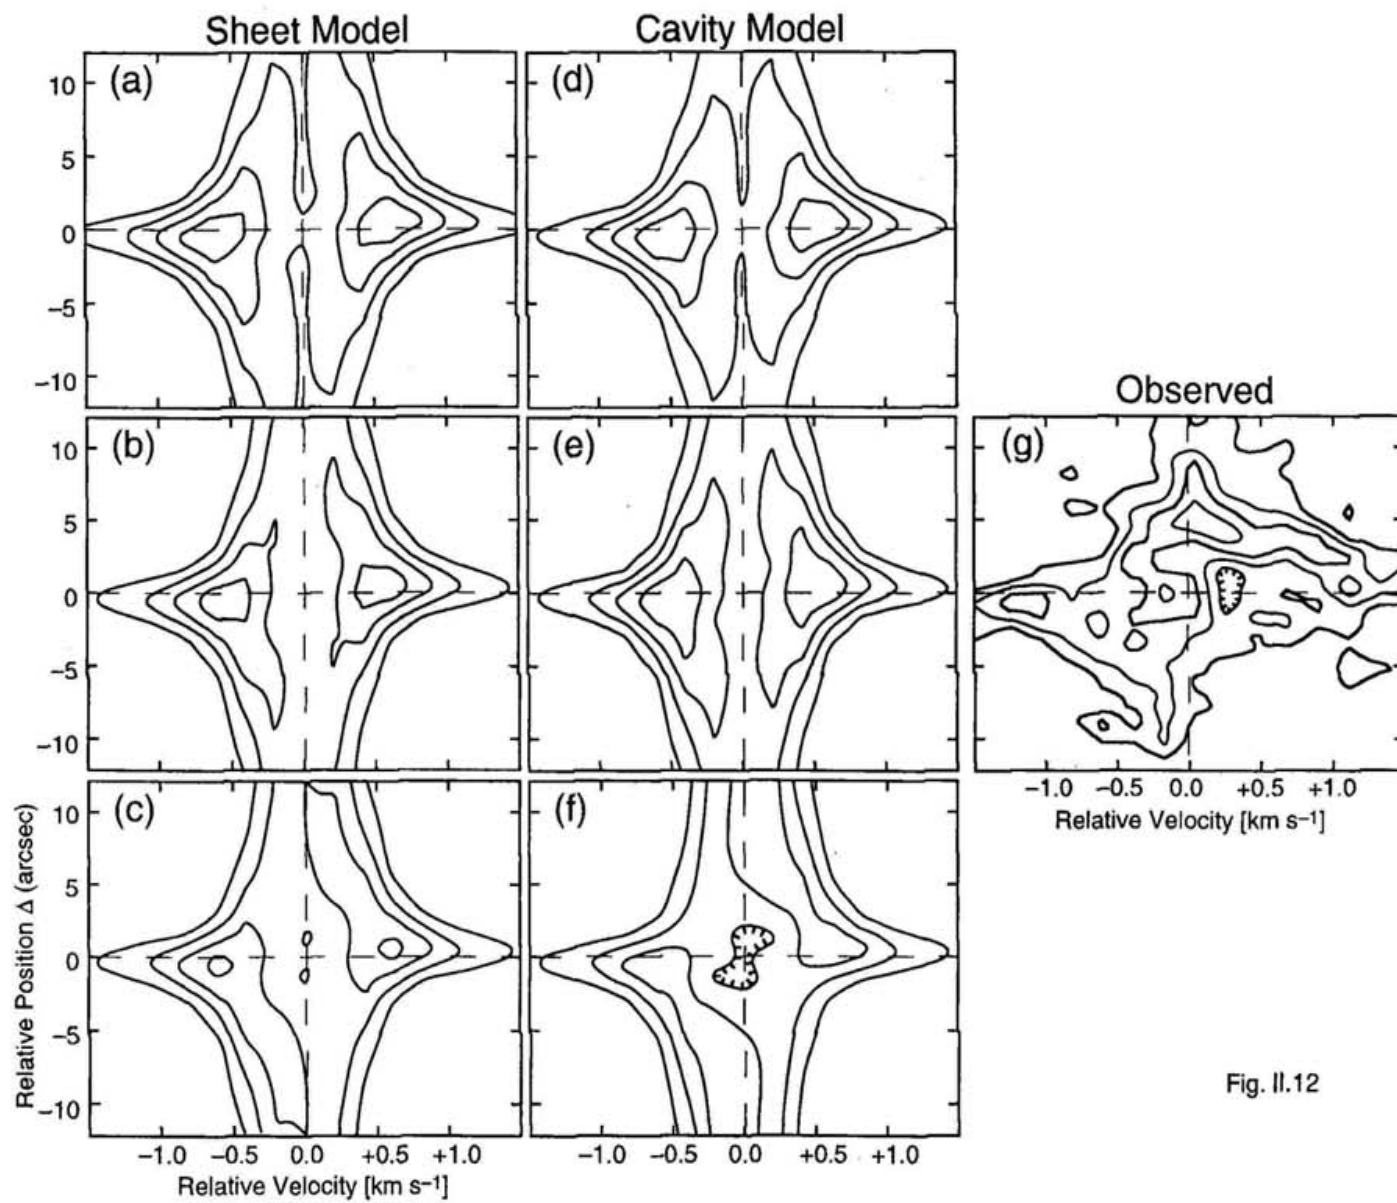 Sheet Model
Cavity Model
(a)
(d)
10
5
0
−5
−10
(b)
(e)
Observed
(g)
10
5
0
−5
−10
−1.0 −0.5 0.0 +0.5 +1.0
Relative Velocity [km s⁻¹]
(c)
(f)
Relative Position Δ (arcsec)
10
5
0
−5
−10
−1.0 −0.5 0.0 +0.5 +1.0
−1.0 −0.5 0.0 +0.5 +1.0
Relative Velocity [km s⁻¹]
Fig. II.12